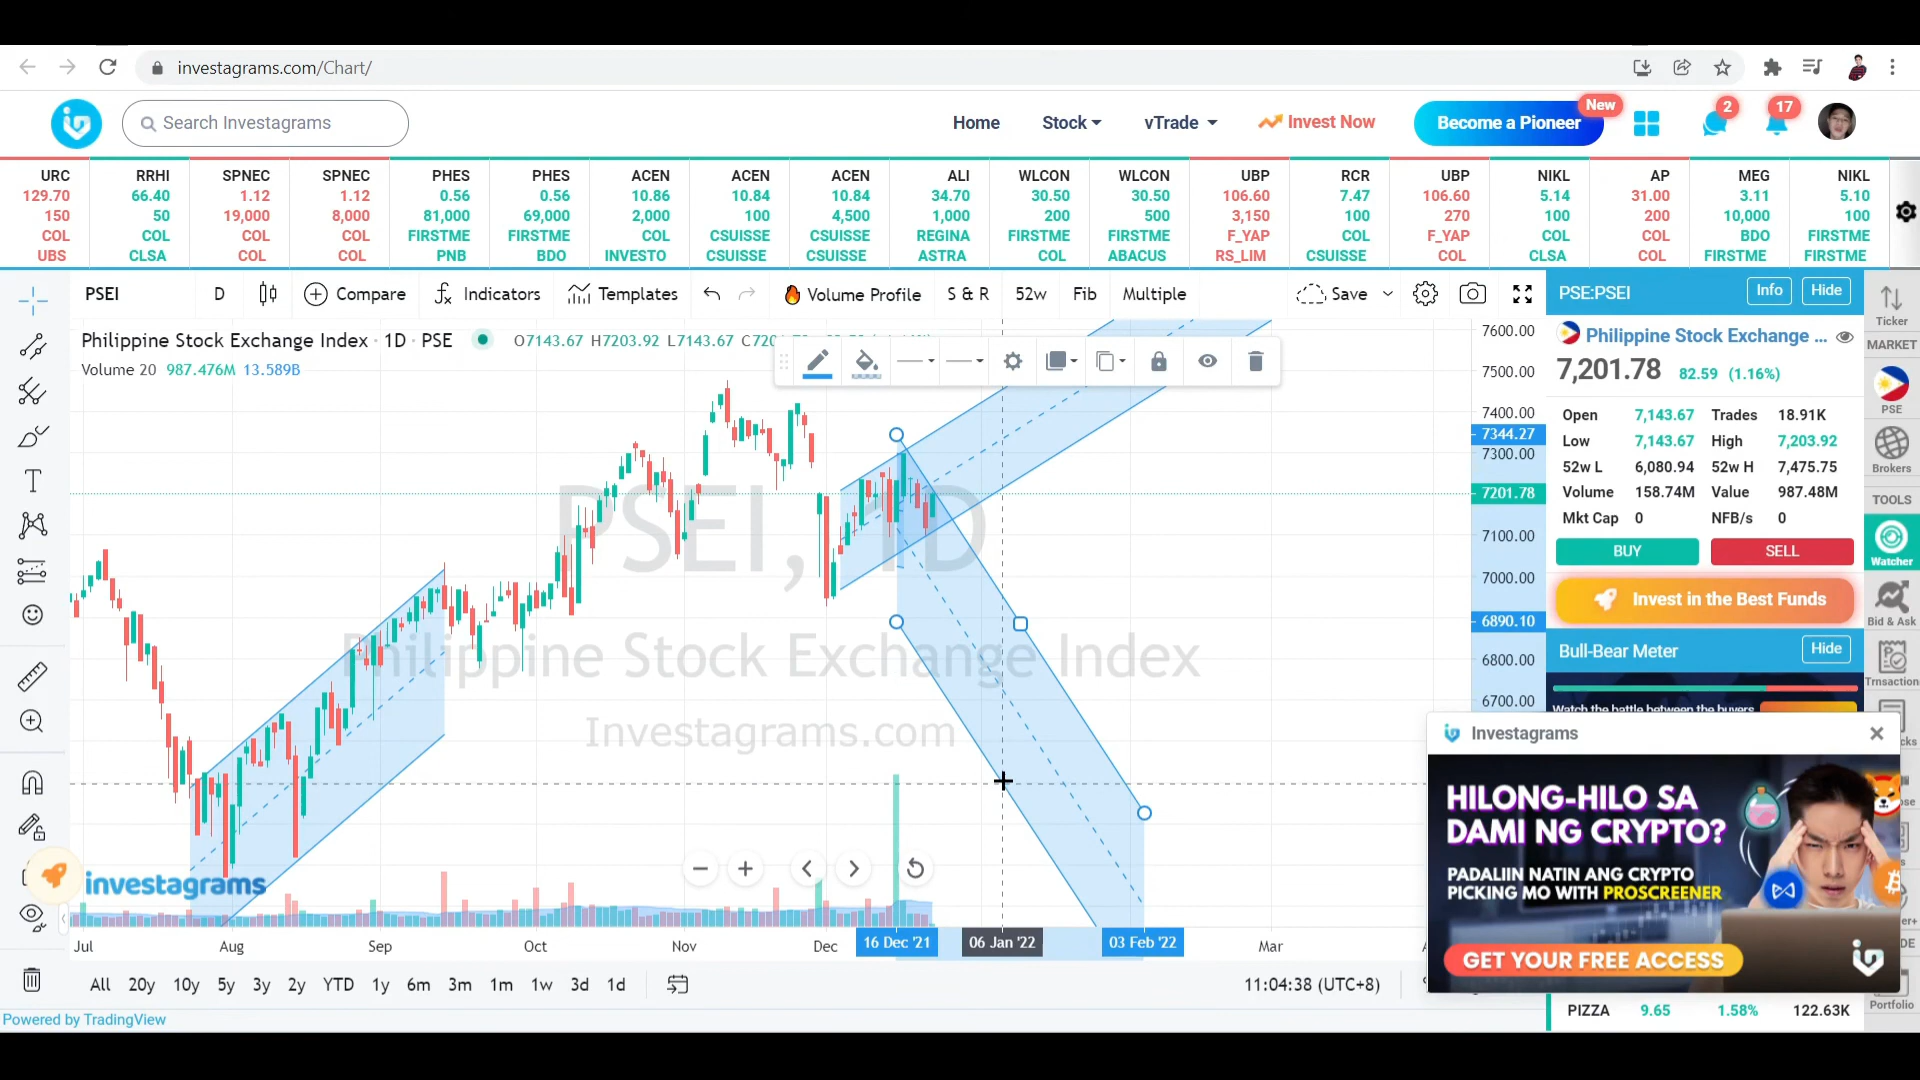 investagrams.com/Chart/
Search Investagrams
Home Stock vTrade Invest Now Become a Pioneer New 2 17
URC RRHI SPNEC SPNEC PHES PHES ACEN ACEN ACEN ALI WLCON WLCON UBP RCR UBP NIKL AP MEG NIKL
129.70 66.40 1.12 1.12 0.56 0.56 10.86 10.84 10.84 34.70 30.50 30.50 106.60 7.47 106.60 5.14 31.00 3.11 5.10
150 50 19,000 8,000 81,000 69,000 2,000 100 4,500 1,000 200 500 3,150 100 270 100 200 10,000 100
COL COL COL COL FIRSTME FIRSTME COL CSUISSE CSUISSE REGINA FIRSTME FIRSTME F_YAP COL F_YAP COL COL BDO FIRSTME
UBS CLSA COL COL PNB BDO INVESTO CSUISSE CSUISSE ASTRA COL ABACUS RS_LIM CSUISSE COL CLSA COL FIRSTME FIRSTME
PSEI D Compare Indicators Templates Volume Profile S & R 52w Fib Multiple Save
Philippine Stock Exchange Index · 1D · PSE O7143.67 H7203.92 L7143.67
Volume 20 987.476M 13.589B
PSEI, 1D
Philippine Stock Exchange Index
Investagrams.com
investagrams
7600.00
7500.00
7400.00
7344.27
7300.00
7201.78
7100.00
7000.00
6890.10
6800.00
6700.00
Jul Aug Sep Oct Nov Dec 16 Dec '21 06 Jan '22 03 Feb '22 Mar
All 20y 10y 5y 3y 2y YTD 1y 6m 3m 1m 1w 3d 1d 11:04:38 (UTC+8)
Powered by TradingView
PSE:PSEI Info Hide
Philippine Stock Exchange ...
7,201.78 82.59 (1.16%)
Open 7,143.67 Trades 18.91K
Low 7,143.67 High 7,203.92
52w L 6,080.94 52w H 7,475.75
Volume 158.74M Value 987.48M
Mkt Cap 0 NFB/s 0
BUY SELL
Invest in the Best Funds
Bull-Bear Meter Hide
Watch the battle between the buyers
Investagrams
HILONG-HILO SA
DAMI NG CRYPTO?
PADALIIN NATIN ANG CRYPTO
PICKING MO WITH PROSCREENER
GET YOUR FREE ACCESS
PIZZA 9.65 1.58% 122.63K
Ticker
MARKET
PSE
Brokers
TOOLS
Watcher
Bid & Ask
Trnsaction
Portfolio